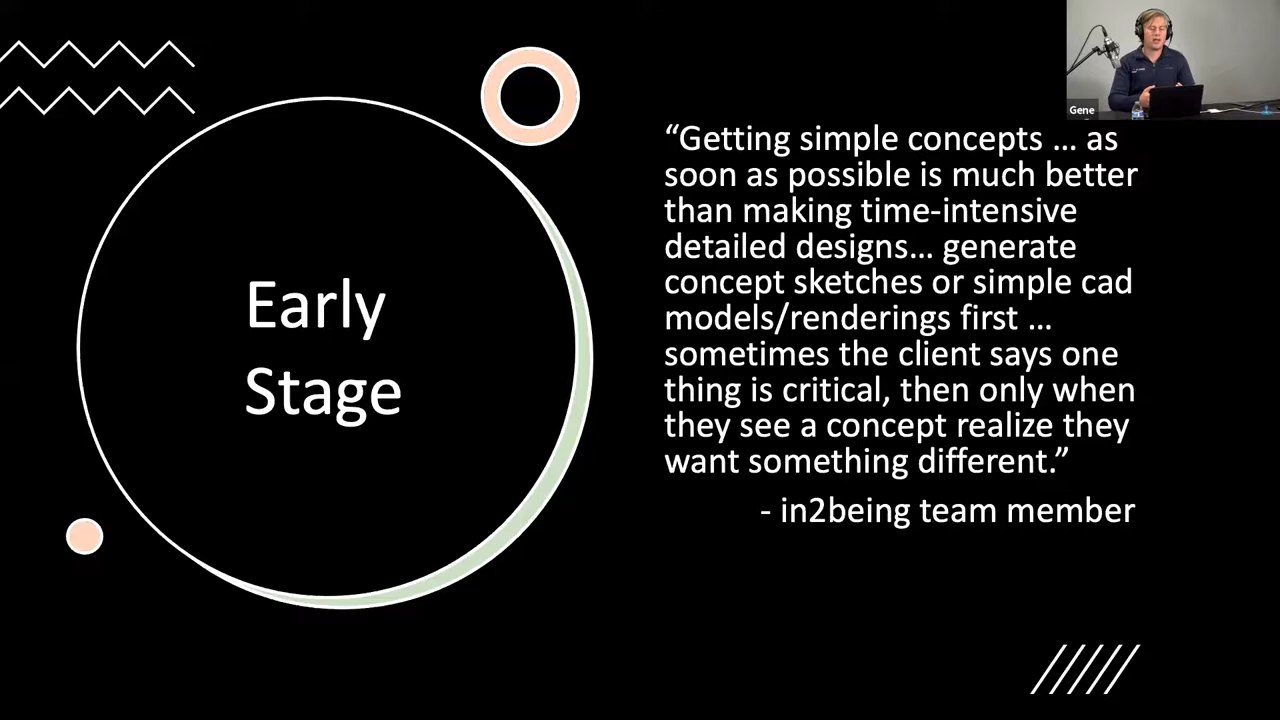 Early
Stage
“Getting simple concepts … as
soon as possible is much better
than making time-intensive
detailed designs… generate
concept sketches or simple cad
models/renderings first …
sometimes the client says one
thing is critical, then only when
they see a concept realize they
want something different.”
- in2being team member
Gene